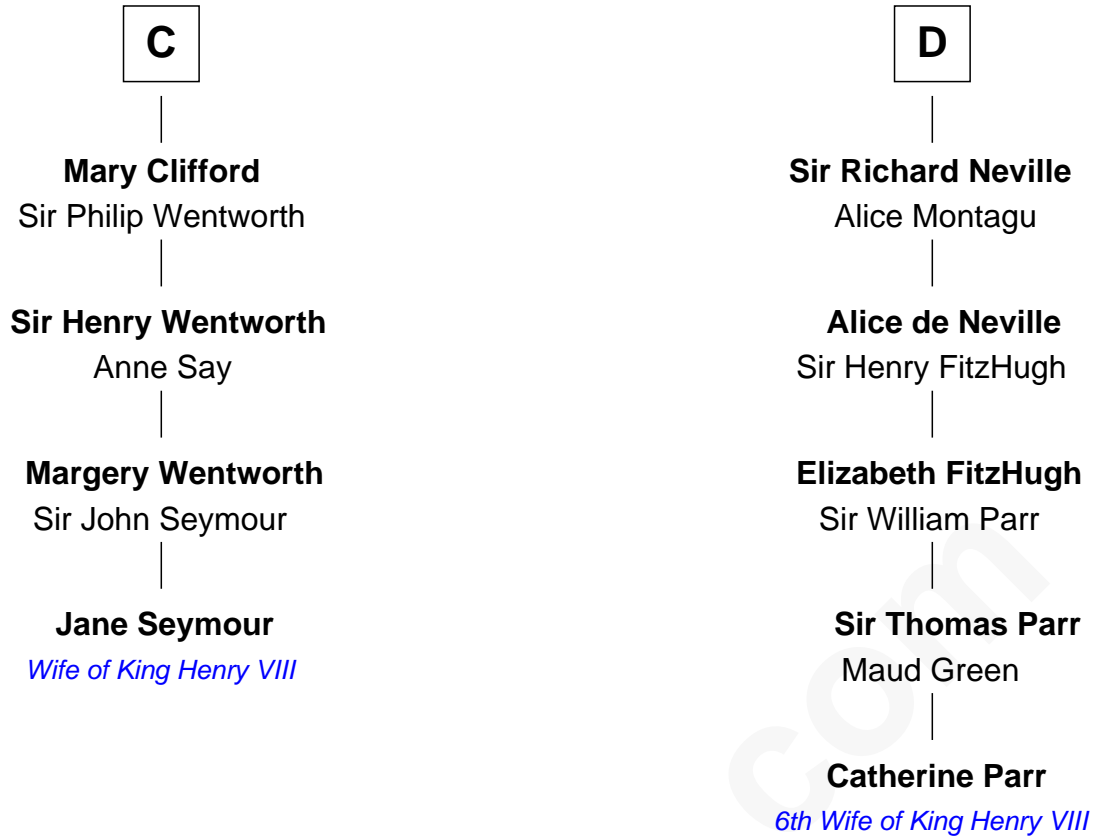 C
Mary Clifford
Sir Philip Wentworth
Sir Henry Wentworth
Anne Say
Margery Wentworth
Sir John Seymour
Jane Seymour
Wife of King Henry VIII
D
Sir Richard Neville
Alice Montagu
Alice de Neville
Sir Henry FitzHugh
Elizabeth FitzHugh
Sir William Parr
Sir Thomas Parr
Maud Green
Catherine Parr
6th Wife of King Henry VIII
com